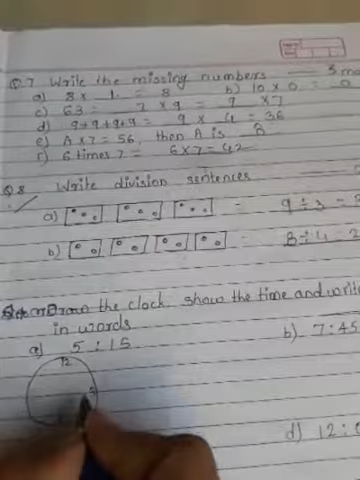 Q.7 Write the missing numbers
a) 8 x 1 = 8 b) 10 x 0 = 0
c) 63 = 7 x 9 = 9 x 7
d) 9+9+9+9 = 9 x 4 = 36
e) A x 7 = 56, then A is 8
f) 6 times 7 = 6 x 7 = 42
Q.8 Write division sentences
a) = 9 ÷ 3 =
b) = 8 ÷ 4 = 2
Draw the clock, show the time and write
in words
a) 5 : 15 b) 7 : 45
12
d) 12 :